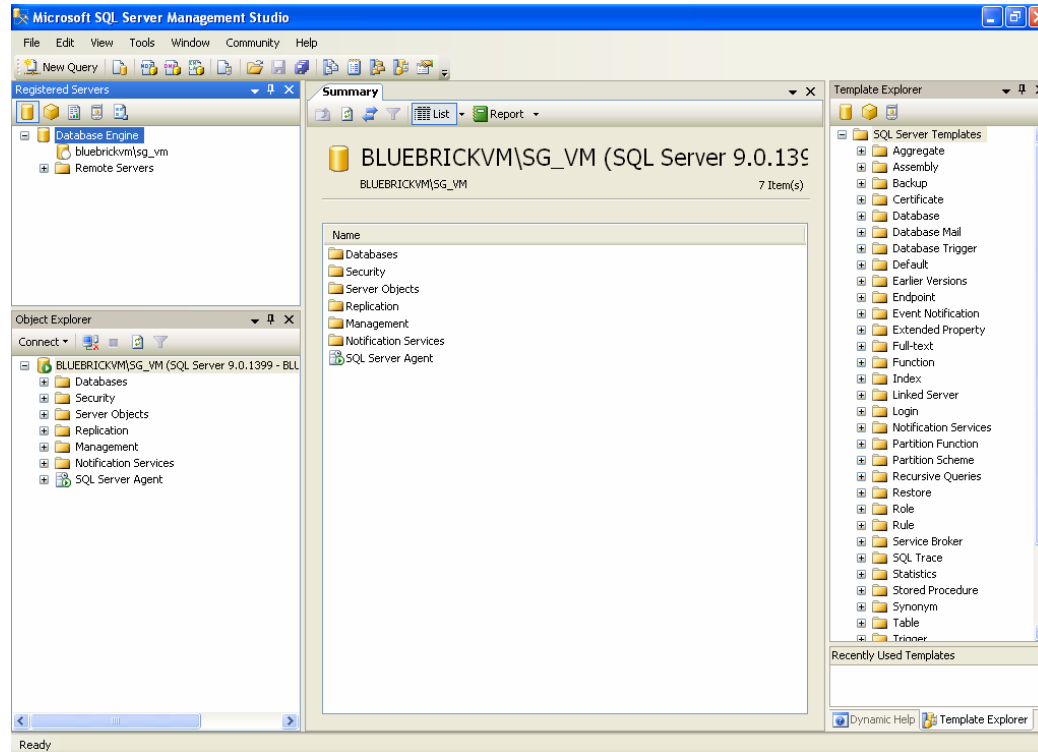 Microsoft SQL Server Management Studio
File Edit View Tools Window Community Help
New Query
Registered Servers
Database Engine
bluebrickvm\sg_vm
Remote Servers
Object Explorer
Connect
BLUEBRICKVM\SG_VM (SQL Server 9.0.1399 - BLU
Databases
Security
Server Objects
Replication
Management
Notification Services
SQL Server Agent
Summary
List Report
BLUEBRICKVM\SG_VM (SQL Server 9.0.139
BLUEBRICKVM\SG_VM 7 Item(s)
Name
Databases
Security
Server Objects
Replication
Management
Notification Services
SQL Server Agent
Template Explorer
SQL Server Templates
Aggregate
Assembly
Backup
Certificate
Database
Database Mail
Database Trigger
Default
Earlier Versions
Endpoint
Event Notification
Extended Property
Full-text
Function
Index
Linked Server
Login
Notification Services
Partition Function
Partition Scheme
Recursive Queries
Restore
Role
Rule
Service Broker
SQL Trace
Statistics
Stored Procedure
Synonym
Table
Trigger
Recently Used Templates
Dynamic Help Template Explorer
Ready